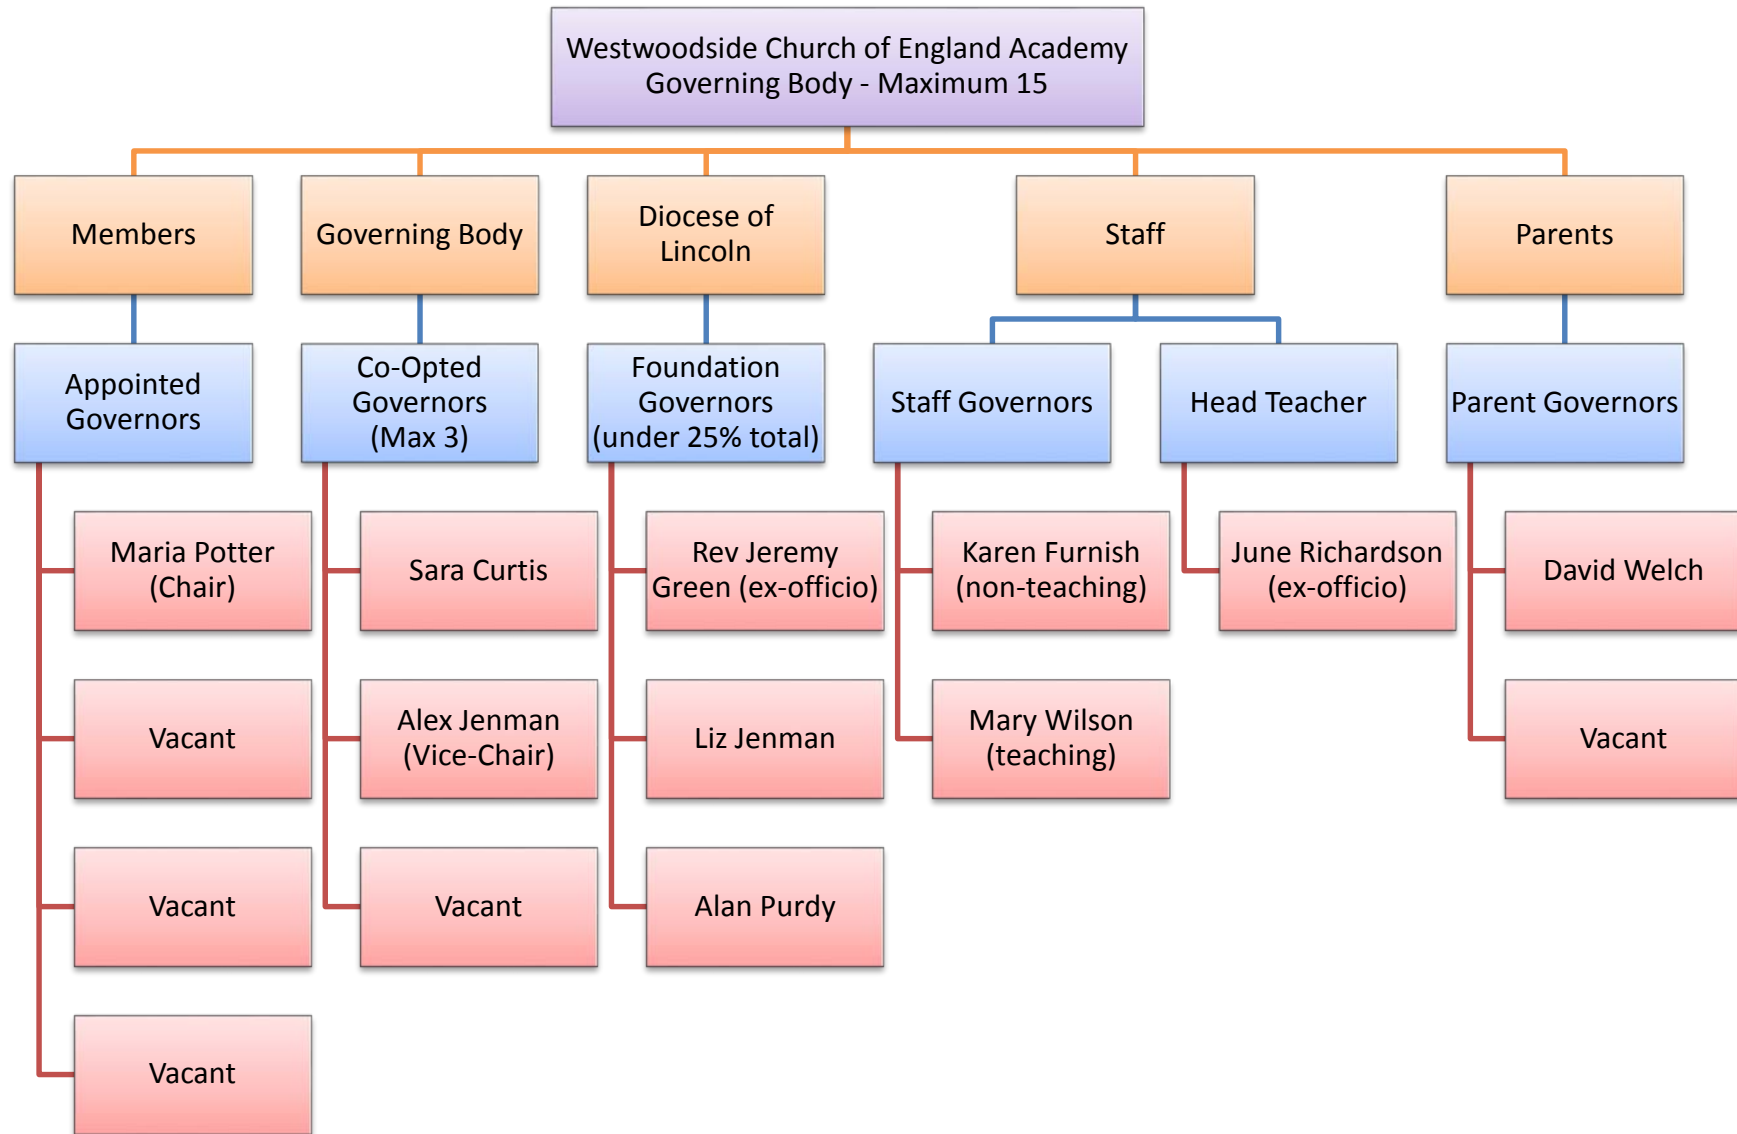 Westwoodside Church of England Academy
Governing Body - Maximum 15
Members
Governing Body
Diocese of
Lincoln
Staff
Parents
Appointed
Governors
Co-Opted
Governors
(Max 3)
Foundation
Governors
(under 25% total)
Staff Governors
Head Teacher
Parent Governors
Maria Potter
(Chair)
Sara Curtis
Rev Jeremy
Green (ex-officio)
Karen Furnish
(non-teaching)
June Richardson
(ex-officio)
David Welch
Vacant
Alex Jenman
(Vice-Chair)
Liz Jenman
Mary Wilson
(teaching)
Vacant
Vacant
Vacant
Alan Purdy
Vacant